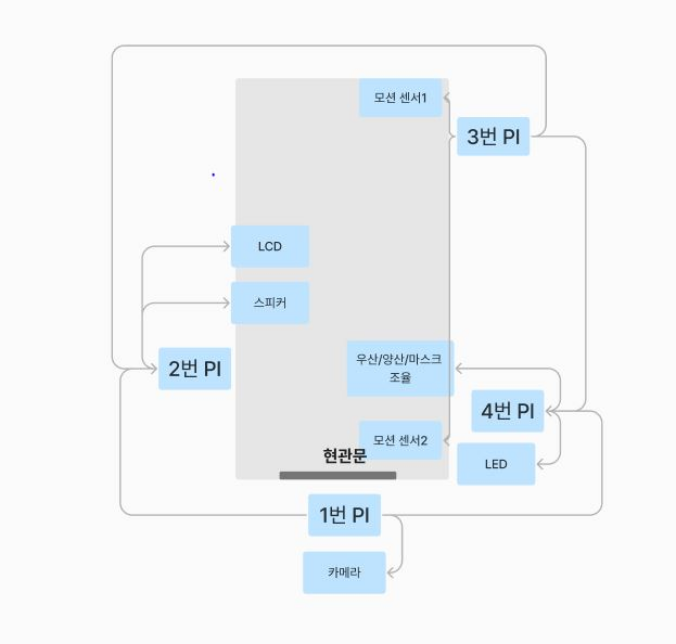 모션 센서1
3번 PI
LCD
스피커
2번 PI
우산/양산/마스크
조율
4번 PI
모션 센서2
현관문
LED
1번 PI
카메라